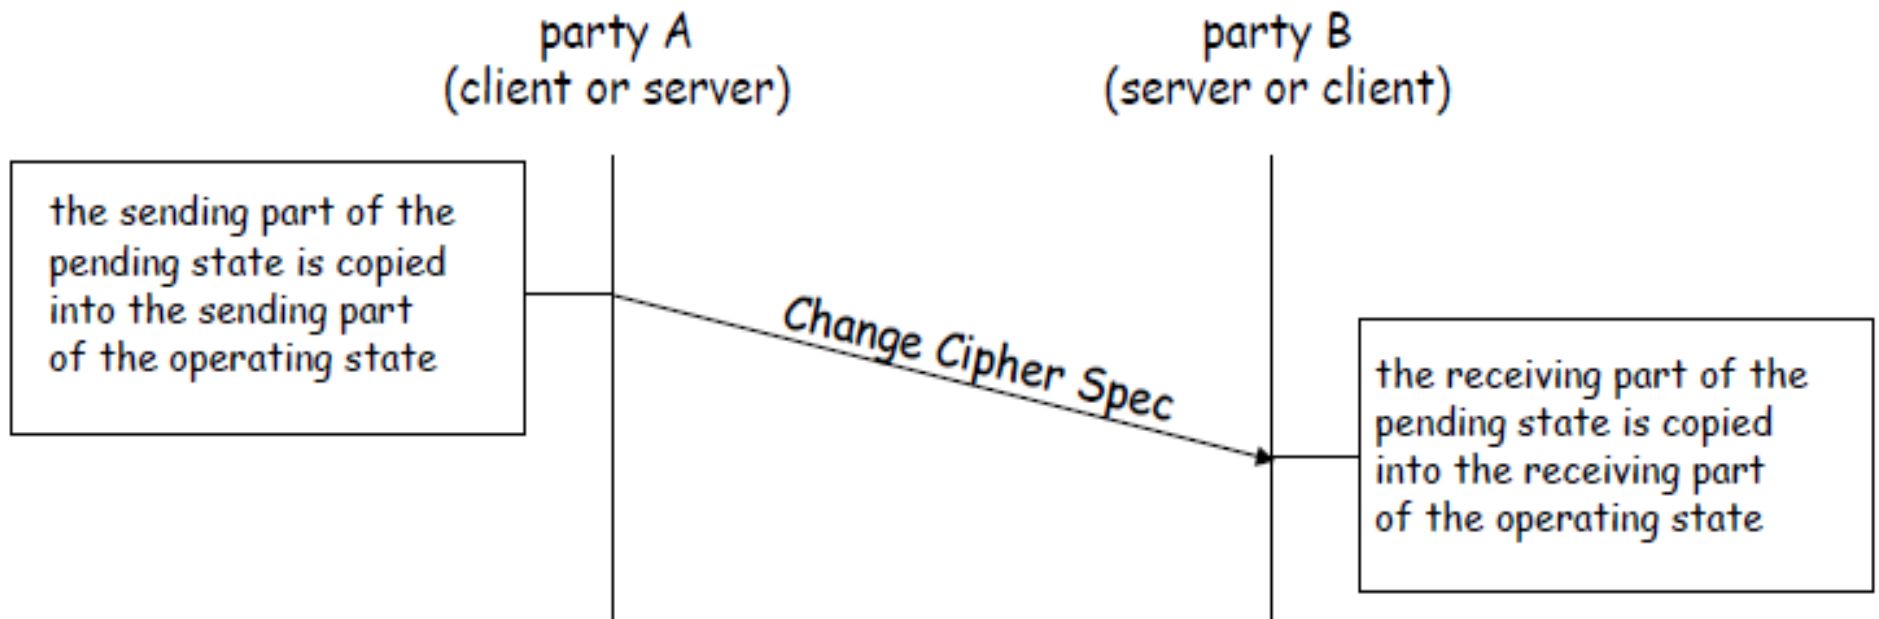 party A
(client or server)
party B
(server or client)
the sending part of the
pending state is copied
into the sending part
of the operating state
Change Cipher Spec
the receiving part of the
pending state is copied
into the receiving part
of the operating state